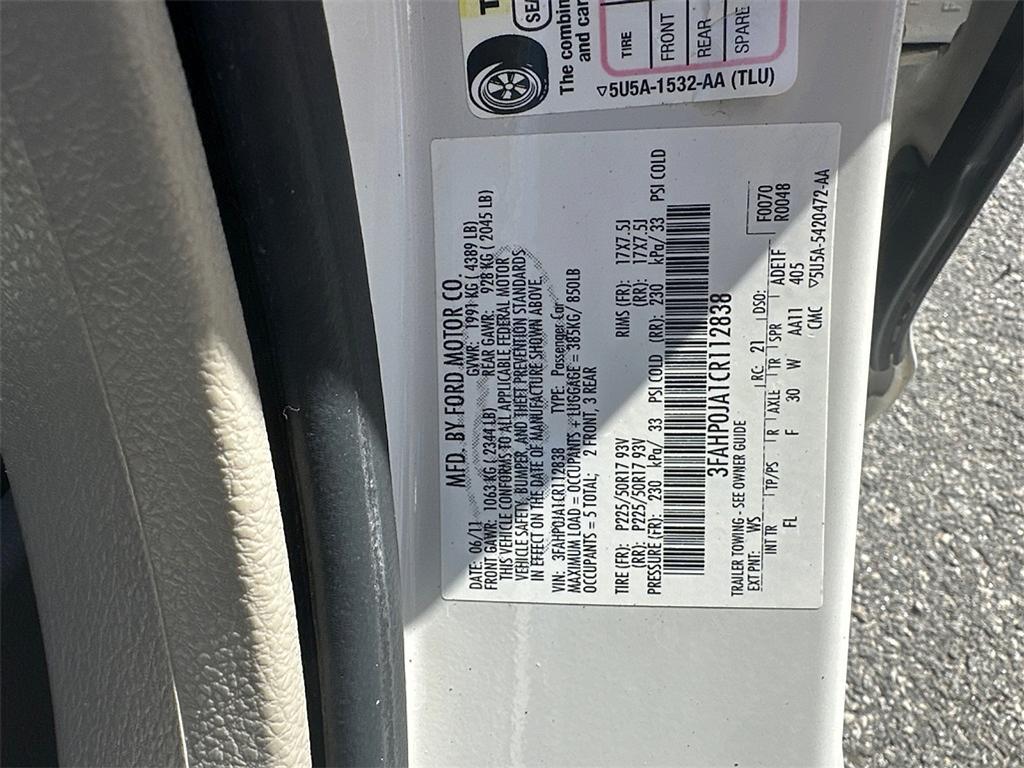 SEA
The combin
and car
TIRE
FRONT
REAR
SPARE
▽5U5A-1532-AA (TLU)
MFD. BY FORD MOTOR CO.
DATE: 06/11 GVWR: 1991 KG ( 4389 LB)
FRONT GAWR: 1063 KG ( 2344 LB) REAR GAWR: 928 KG ( 2045 LB)
THIS VEHICLE CONFORMS TO ALL APPLICABLE FEDERAL MOTOR
VEHICLE SAFETY, BUMPER, AND THEFT PREVENTION STANDARDS
IN EFFECT ON THE DATE OF MANUFACTURE SHOWN ABOVE.
VIN: 3FAHP0JA1CR112838 TYPE: Passenger Car
MAXIMUM LOAD = OCCUPANTS + LUGGAGE = 385KG/ 850LB
OCCUPANTS = 5 TOTAL; 2 FRONT, 3 REAR
TIRE (FR): P225/50R17 93V RIMS (FR): 17X7.5J
(RR): P225/50R17 93V (RR): 17X7.5J
PRESSURE (FR): 230 kPa/ 33 PSI COLD (RR): 230 kPa/ 33 PSI COLD
3FAHP0JA1CR112838
F0070
R0048
TRAILER TOWING - SEE OWNER GUIDE
EXT PNT: WS RC: 21 DSO:
INT TR TP/PS R AXLE TR SPR ADE1F
FL F 30 W AA11 405
CMC ▽5U5A-5420472-AA